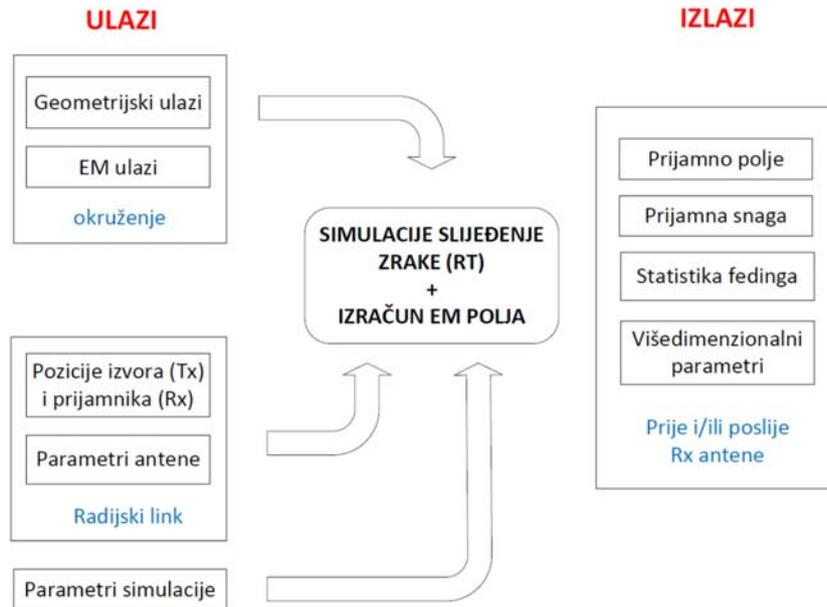 ULAZI
Geometrijski ulazi
EM ulazi
okruženje
Pozicije izvora (Tx)
i prijamnika (Rx)
Parametri antene
Radijski link
Parametri simulacije
SIMULACIJE SLIJEĐENJE
ZRAKE (RT)
+
IZRAČUN EM POLJA
IZLAZI
Prijamno polje
Prijamna snaga
Statistika fedinga
Višedimenzionalni
parametri
Prije i/ili poslije
Rx antene